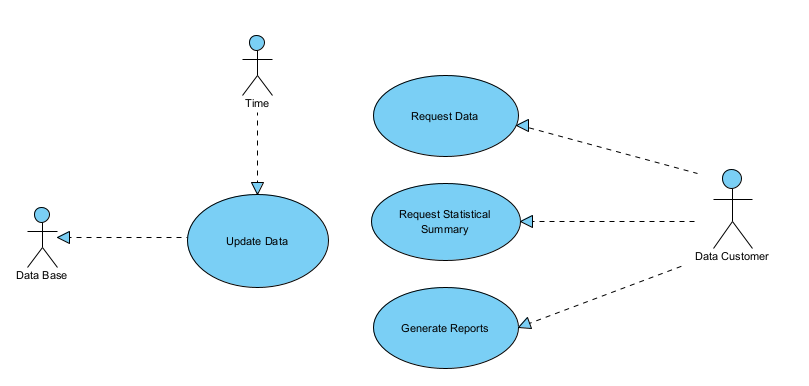 Time
Request Data
Request Statistical
Summary
Update Data
Data Customer
Data Base
Generate Reports